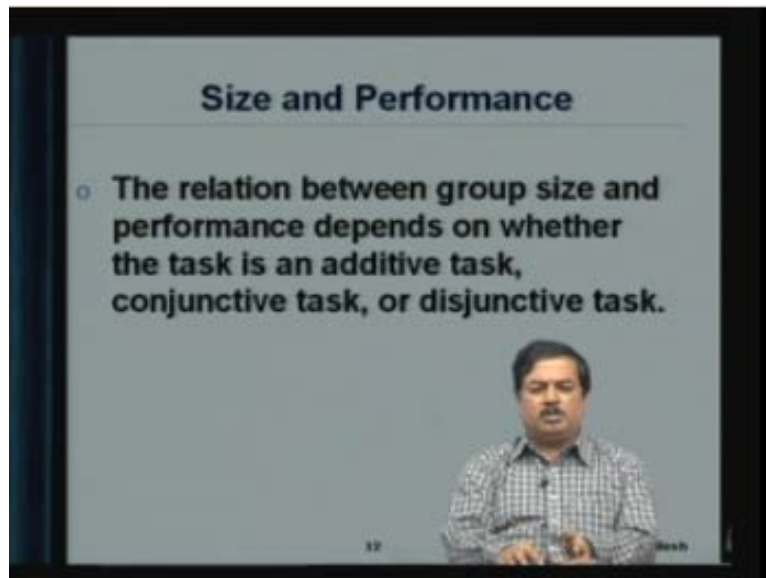 Size and Performance
The relation between group size and
performance depends on whether
the task is an additive task,
conjunctive task, or disjunctive task.
12